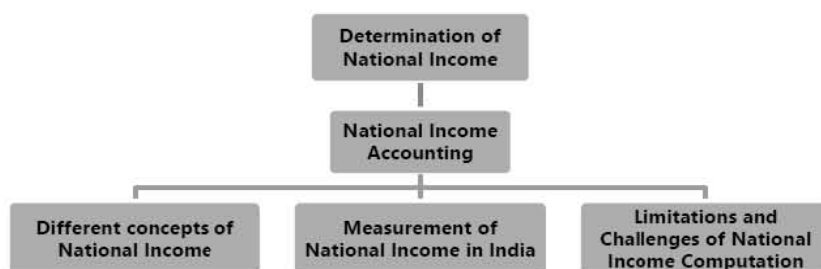 Determination of
National Income
National Income
Accounting
Different concepts of
National Income
Measurement of
National Income in India
Limitations and
Challenges of National
Income Computation